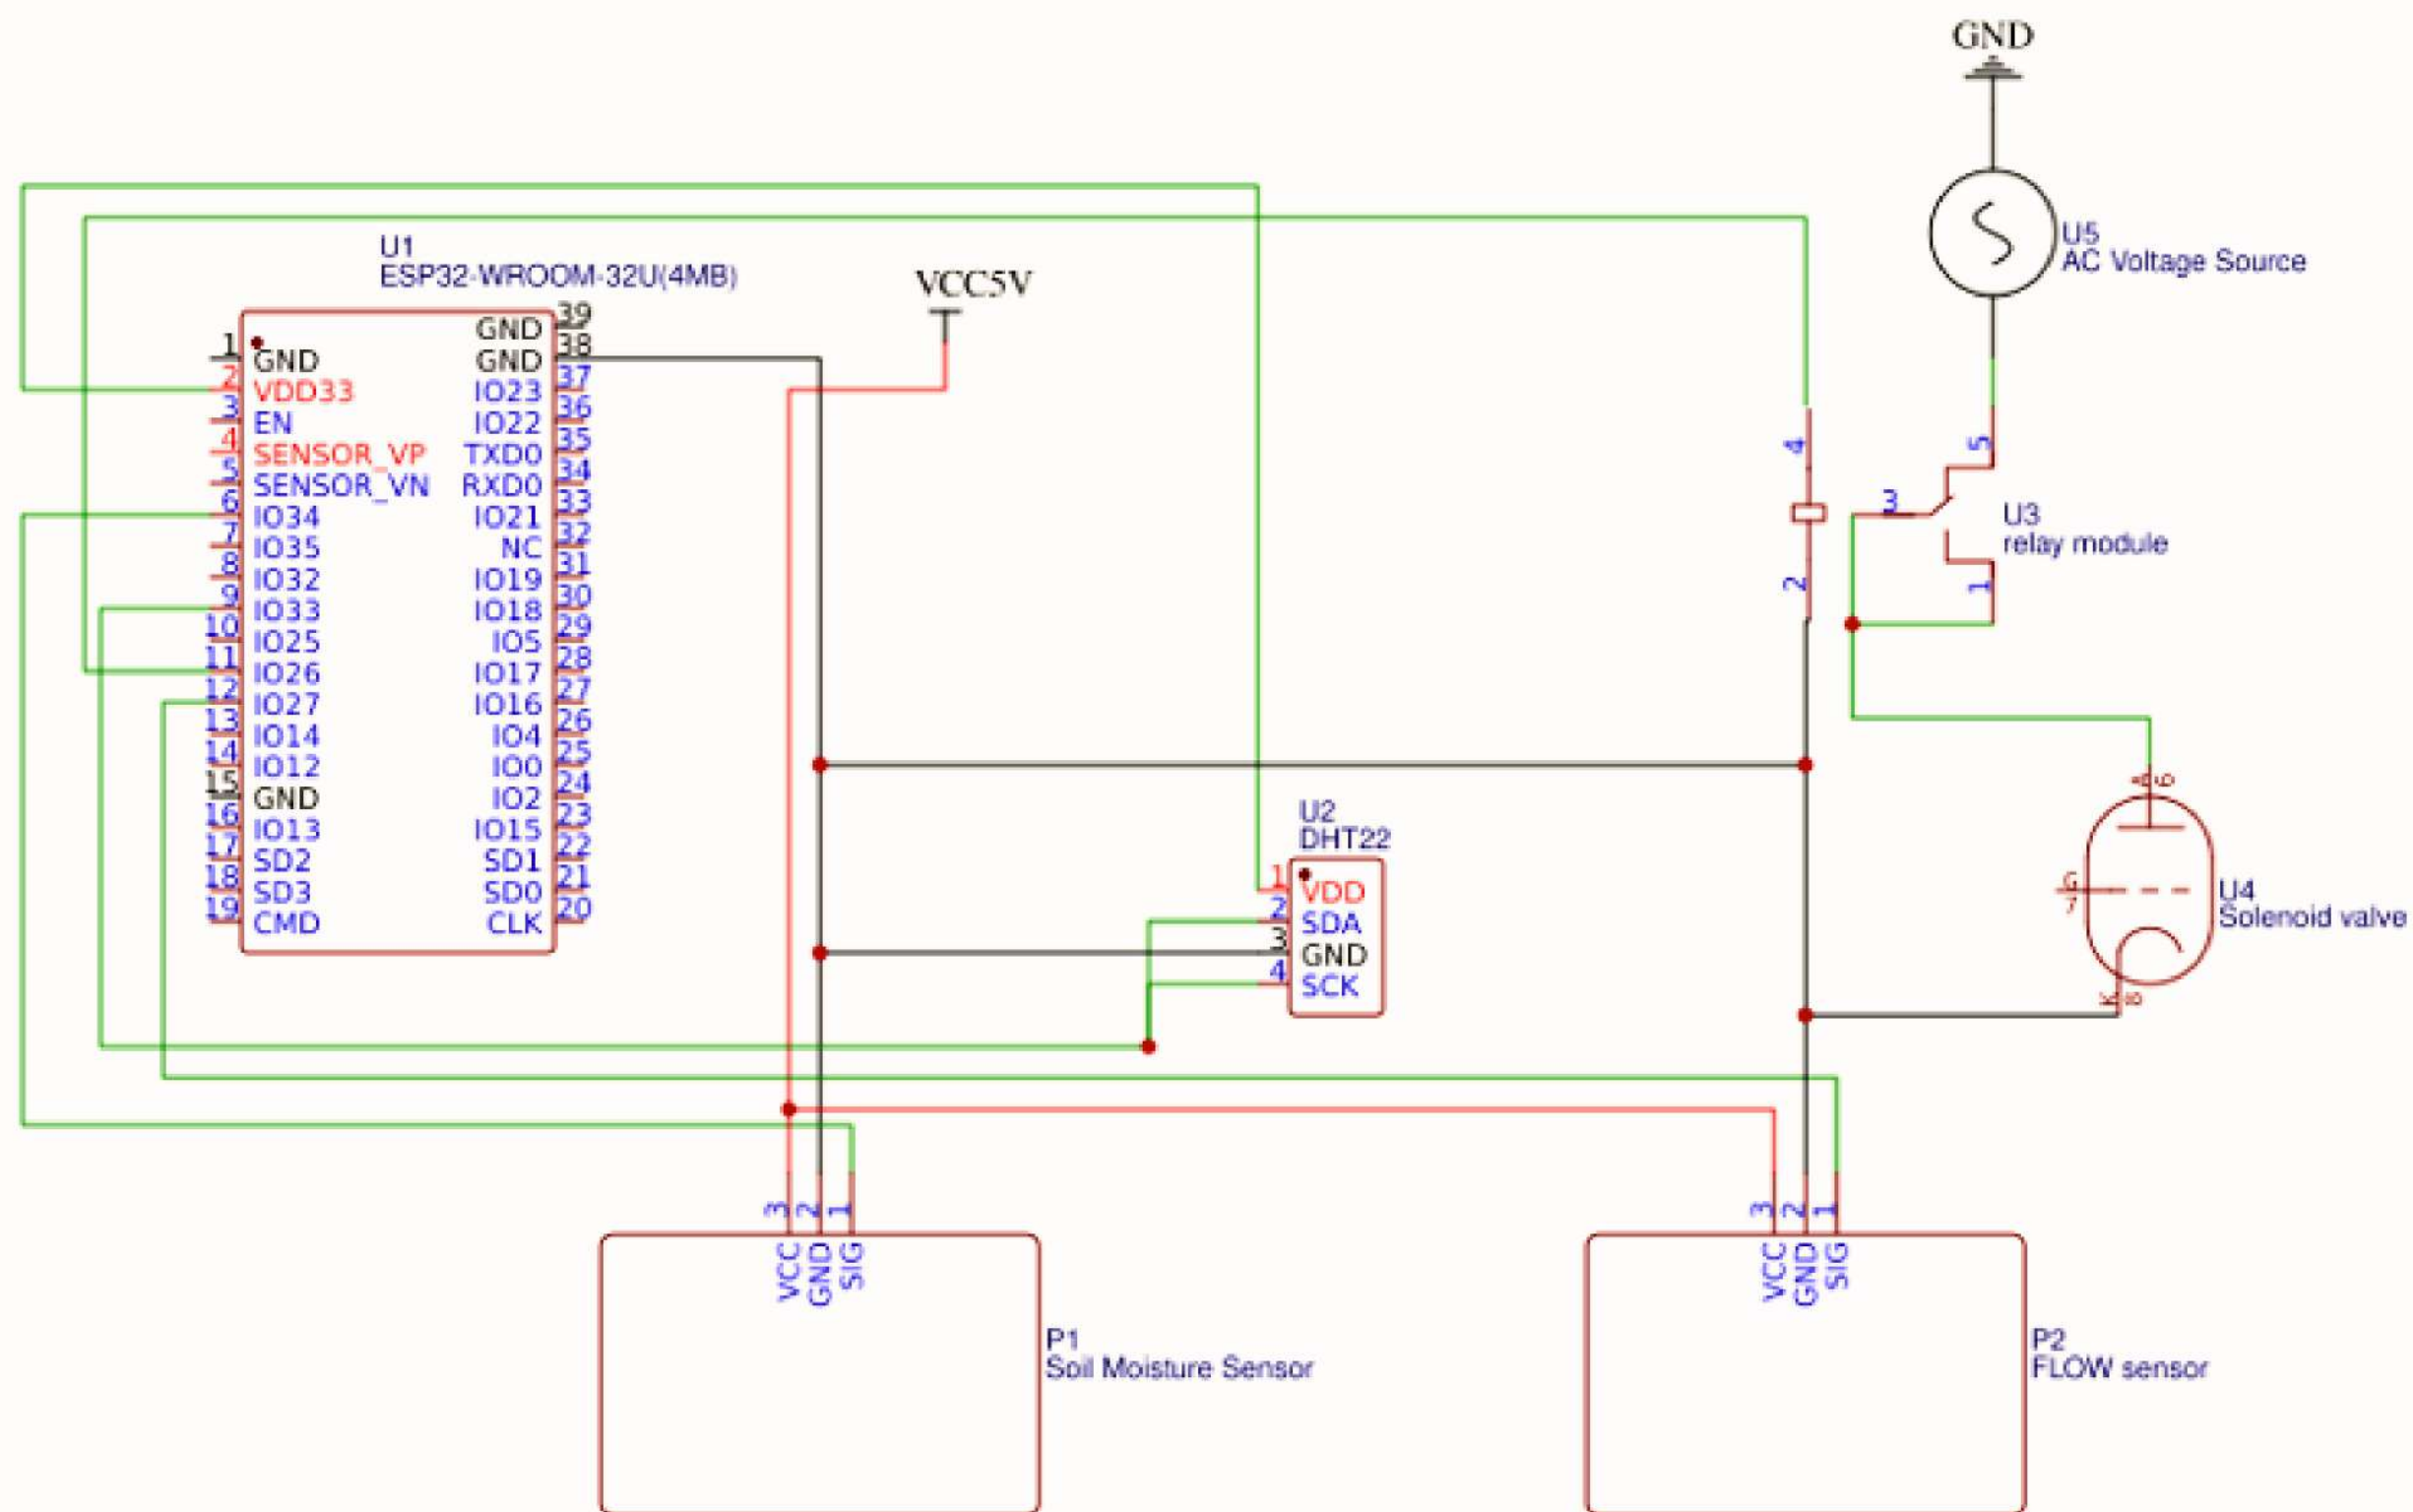 GND
U5
AC Voltage Source
U1
ESP32-WROOM-32U(4MB)
VCC5V
1 GND
2 VDD33
3 EN
4 SENSOR_VP
5 SENSOR_VN
6 IO34
7 IO35
8 IO32
9 IO33
10 IO25
11 IO26
12 IO27
13 IO14
14 IO12
15 GND
16 IO13
17 SD2
18 SD3
19 CMD
GND 39
GND 38
IO23 37
IO22 36
TXD0 35
RXD0 34
IO21 33
NC 32
IO19 31
IO18 30
IO5 29
IO17 28
IO16 27
IO4 26
IO0 25
IO2 24
IO15 23
SD1 22
SD0 21
CLK 20
4
2
5
3
1
U3
relay module
U2
DHT22
1 VDD
2 SDA
3 GND
4 SCK
A 6
G 7
K 8
U4
Solenoid valve
3 2 1
VCC GND SIG
P1
Soil Moisture Sensor
3 2 1
VCC GND SIG
P2
FLOW sensor